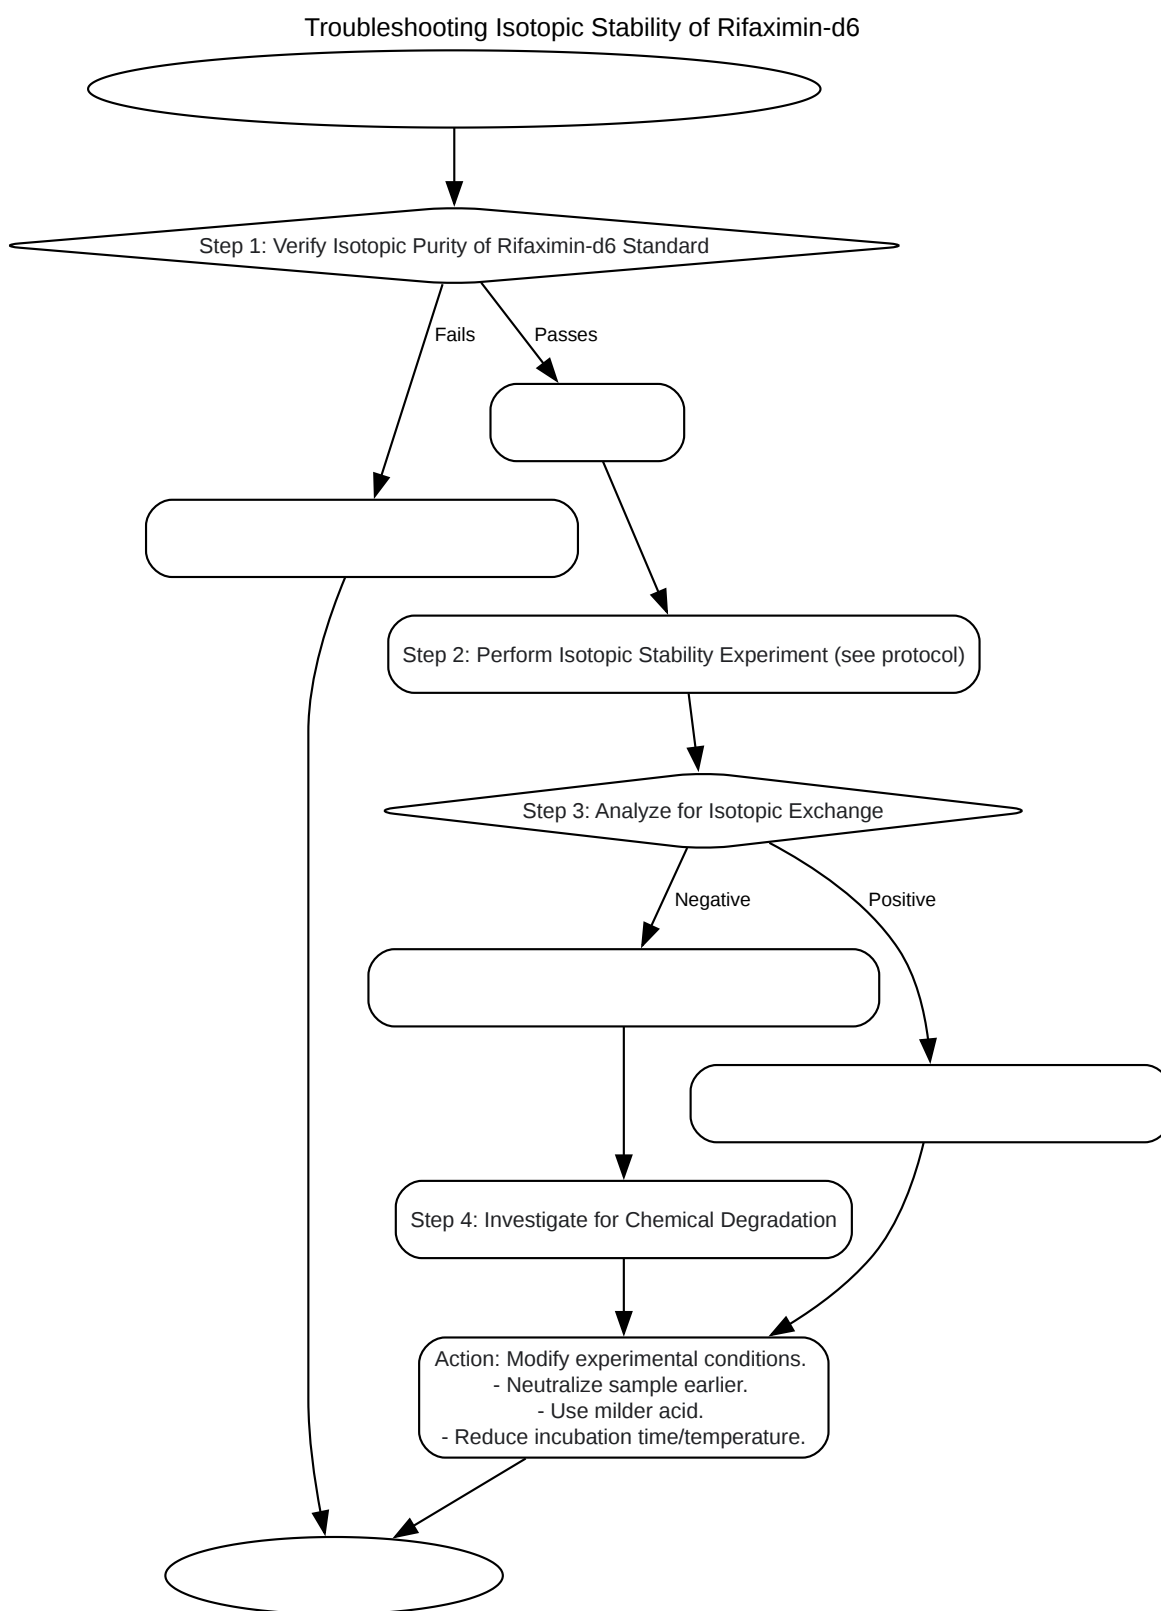 Troubleshooting Isotopic Stability of Rifaximin-d6
Step 1: Verify Isotopic Purity of Rifaximin-d6 Standard
Fails
Passes
Step 2: Perform Isotopic Stability Experiment (see protocol)
Step 3: Analyze for Isotopic Exchange
Negative
Positive
Step 4: Investigate for Chemical Degradation
Action: Modify experimental conditions.
- Neutralize sample earlier.
- Use milder acid.
- Reduce incubation time/temperature.